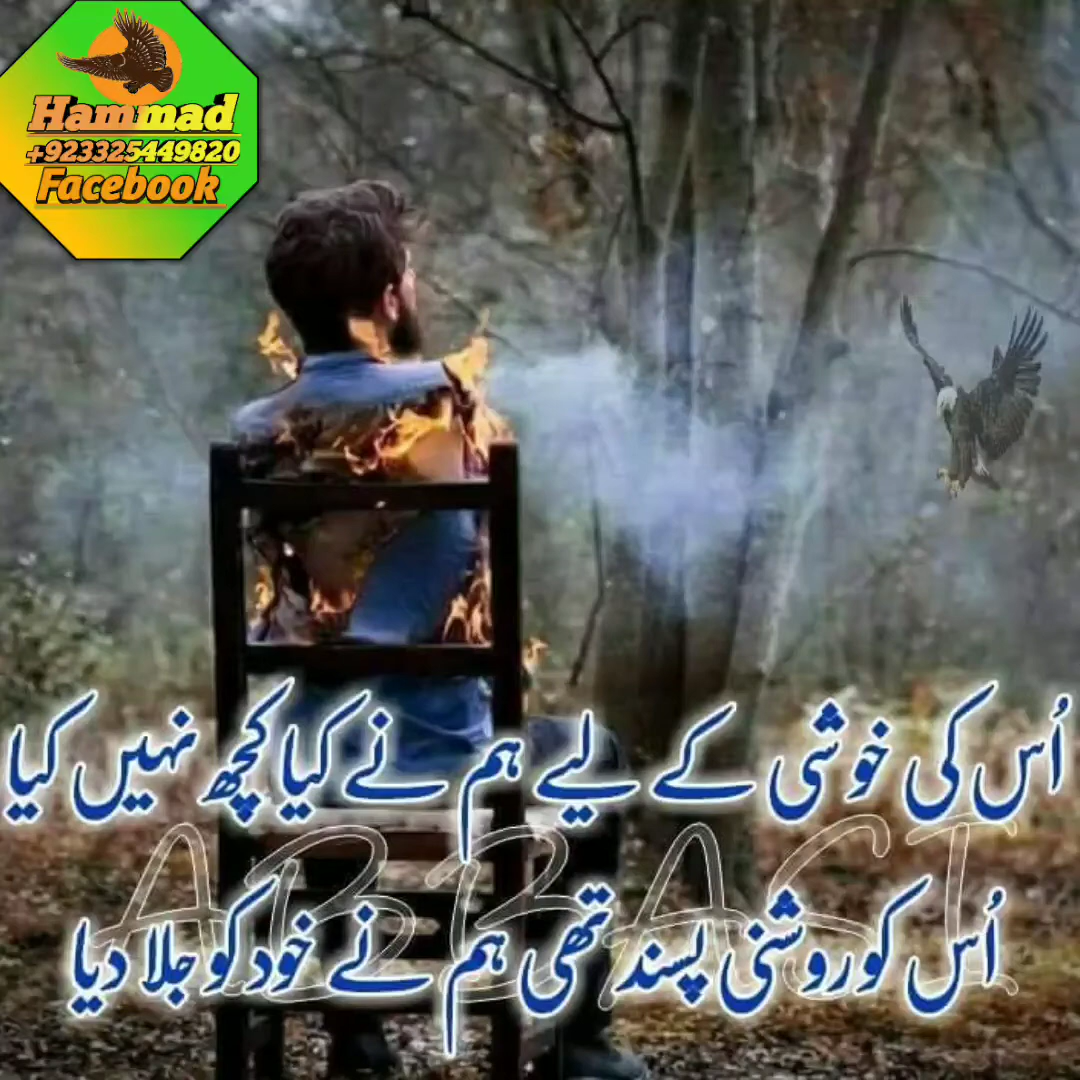 Hammad
+923325449820
Facebook
اُس کی خوشی کے لیے ہم نے کیا کچھ نہیں کیا
ABBASI
اُس کو روشنی پسند تھی ہم نے خود کو جلا دیا